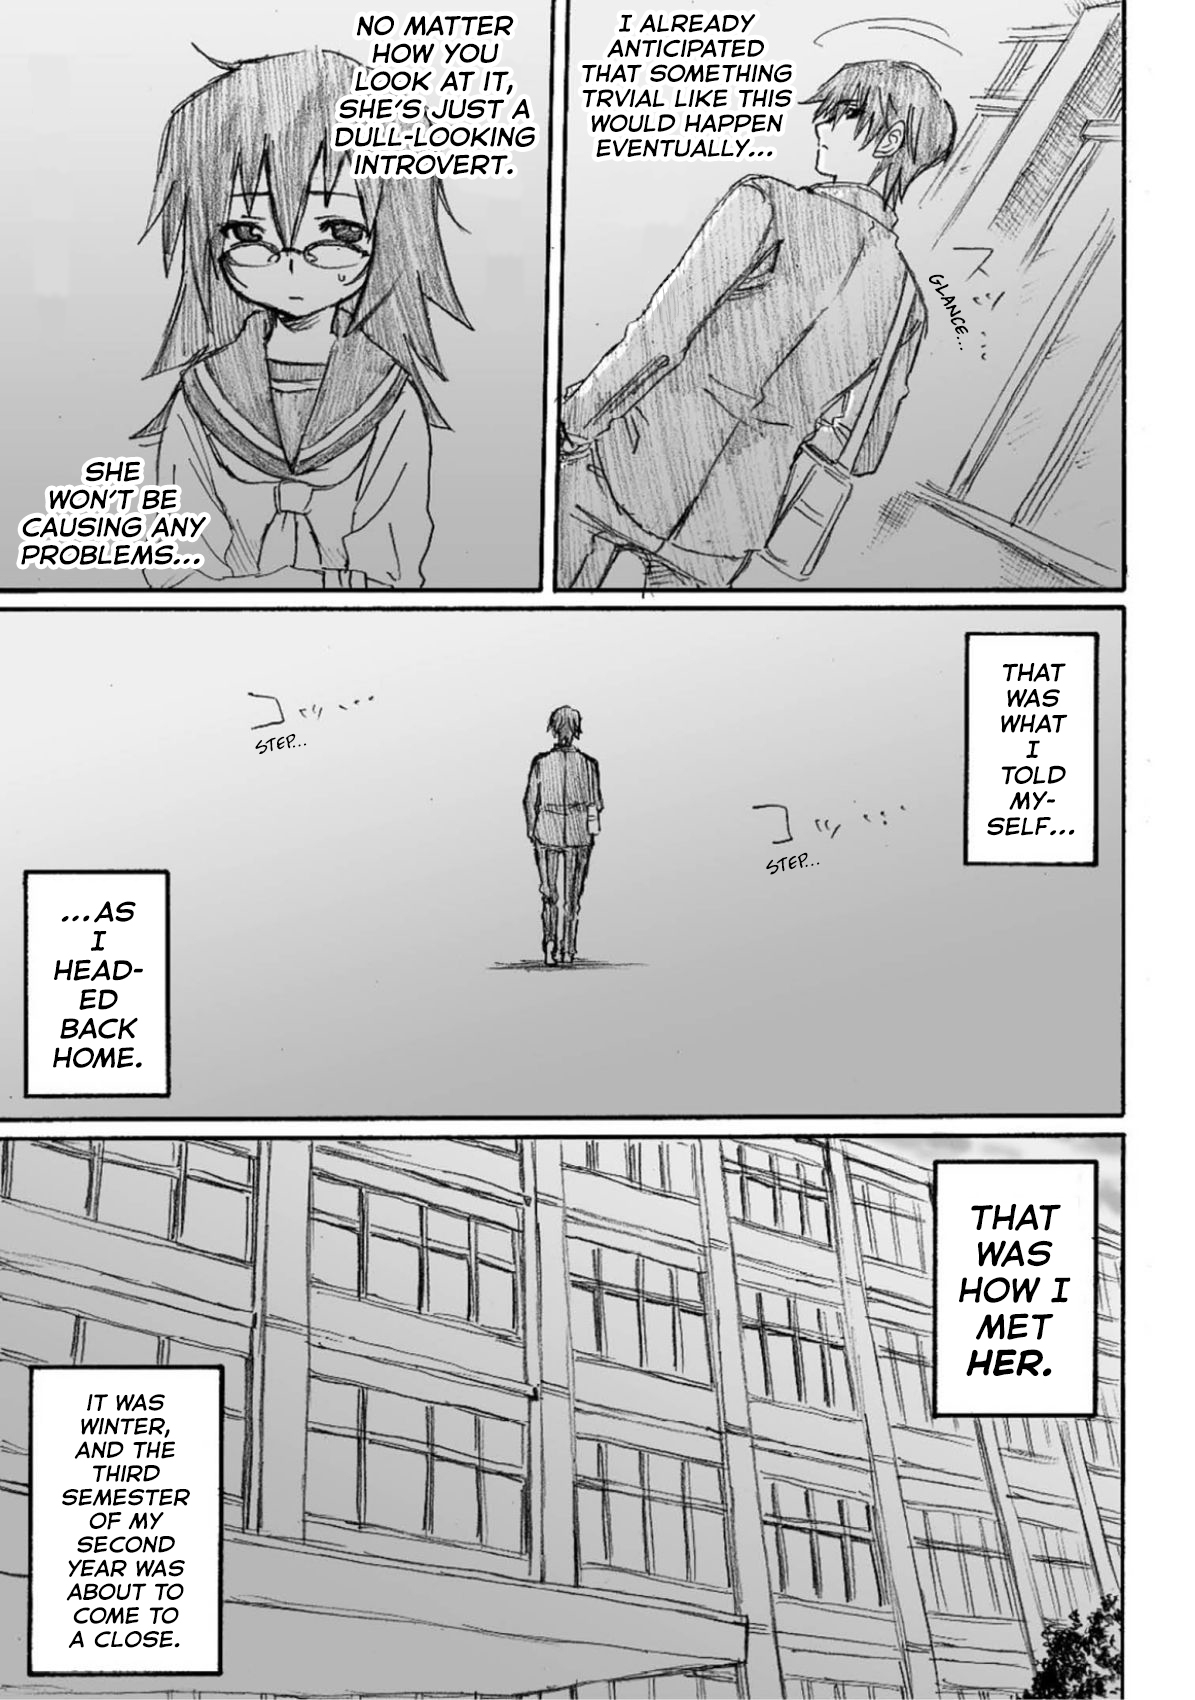 I ALREADY
ANTICIPATED
THAT SOMETHING
TRVIAL LIKE THIS
WOULD HAPPEN
EVENTUALLY...
スッ...
GLANCE...
NO MATTER
HOW YOU
LOOK AT IT,
SHE'S JUST A
DULL-LOOKING
INTROVERT.
SHE
WON'T BE
CAUSING ANY
PROBLEMS...
THAT
WAS
WHAT
I
TOLD
MY-
SELF...
コッ...
STEP...
コッ...
STEP...
...AS
I
HEAD-
ED
BACK
HOME.
THAT
WAS
HOW I
MET
HER.
IT WAS
WINTER,
AND THE
THIRD
SEMESTER
OF MY
SECOND
YEAR WAS
ABOUT TO
COME TO
A CLOSE.